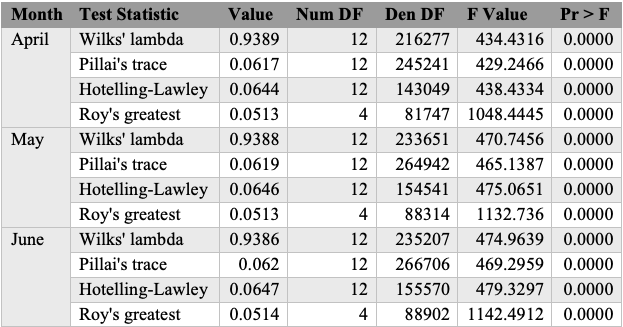 Month Test Statistic Value Num DF Den DF F Value Pr > F
April Wilks' lambda 0.9389 12 216277 434.4316 0.0000
Pillai's trace 0.0617 12 245241 429.2466 0.0000
Hotelling-Lawley 0.0644 12 143049 438.4334 0.0000
Roy's greatest 0.0513 4 81747 1048.4445 0.0000
May Wilks' lambda 0.9388 12 233651 470.7456 0.0000
Pillai's trace 0.0619 12 264942 465.1387 0.0000
Hotelling-Lawley 0.0646 12 154541 475.0651 0.0000
Roy's greatest 0.0513 4 88314 1132.736 0.0000
June Wilks' lambda 0.9386 12 235207 474.9639 0.0000
Pillai's trace 0.062 12 266706 469.2959 0.0000
Hotelling-Lawley 0.0647 12 155570 479.3297 0.0000
Roy's greatest 0.0514 4 88902 1142.4912 0.0000